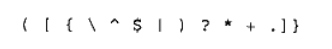 ( [ { \ ^ $ | ) ? * + .] }